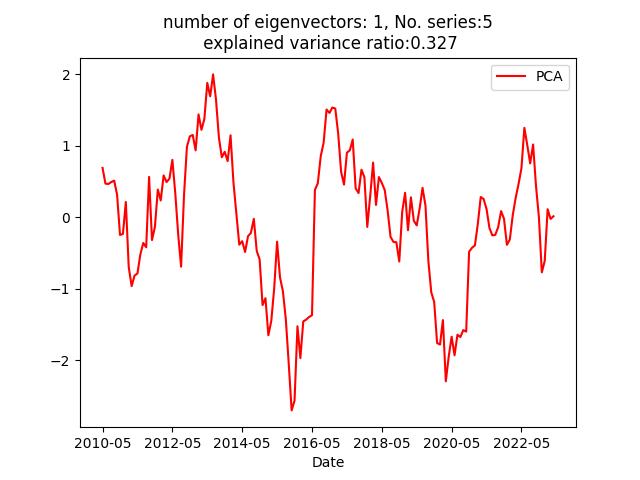 number of eigenvectors: 1, No. series:5
explained variance ratio:0.327
PCA
2
1
0
−1
−2
2010-05 2012-05 2014-05 2016-05 2018-05 2020-05 2022-05
Date